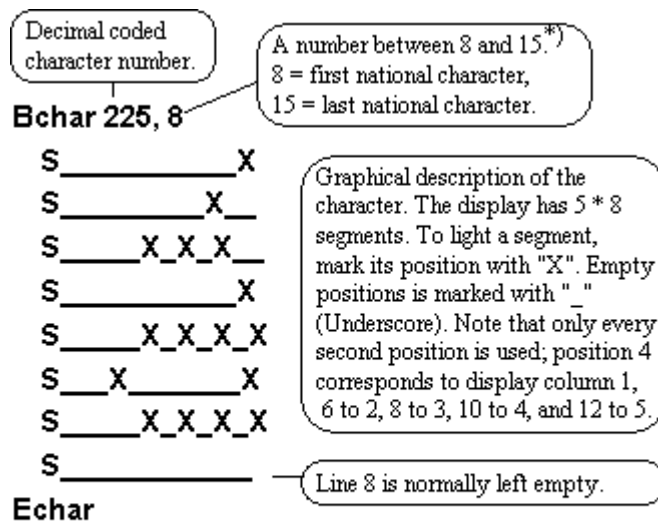 Decimal coded
character number.
A number between 8 and 15.*)
8 = first national character,
15 = last national character.
Bchar 225, 8
S___________X
S_________X__
S_____X_X_X__
S___________X
S_____X_X_X_X
S___X_______X
S_____X_X_X_X
S____________
Echar
Graphical description of the
character. The display has 5 * 8
segments. To light a segment,
mark its position with "X". Empty
positions is marked with "_"
(Underscore). Note that only every
second position is used; position 4
corresponds to display column 1,
6 to 2, 8 to 3, 10 to 4, and 12 to 5.
Line 8 is normally left empty.